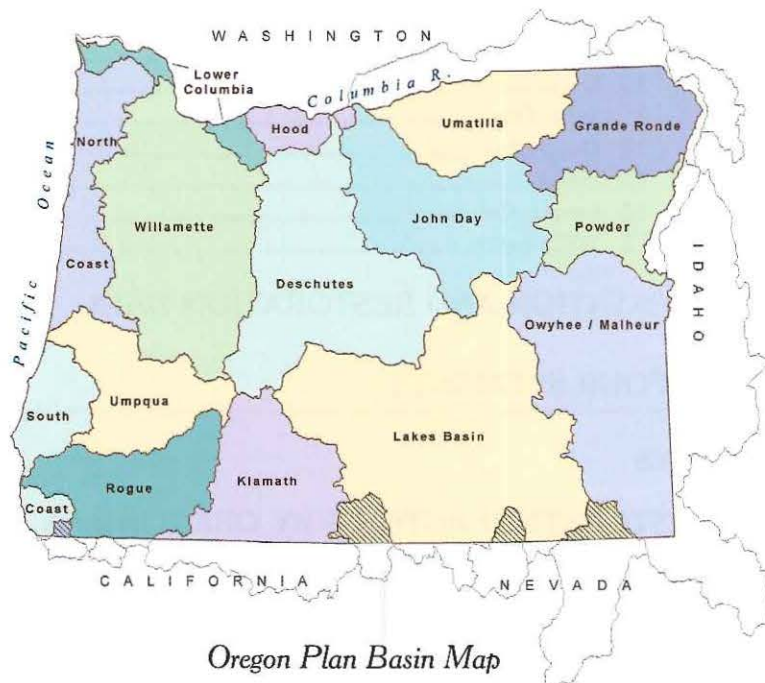 WASHINGTON
Lower
Columbia
Columbia R.
Hood
Umatilla
Grande Ronde
North
Pacific Ocean
Willamette
John Day
Powder
IDAHO
Coast
Deschutes
Owyhee / Malheur
Umpqua
South
Lakes Basin
Rogue
Klamath
Coast
CALIFORNIA
NEVADA
Oregon Plan Basin Map